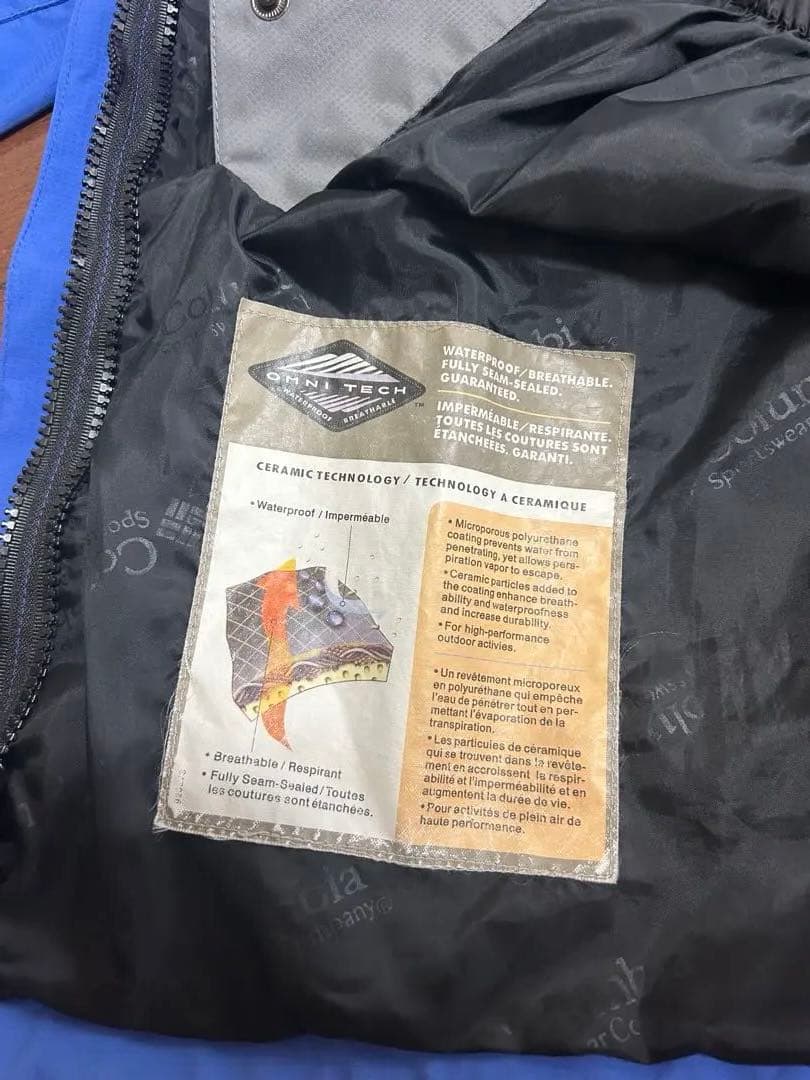 OMNI TECH
WATERPROOF BREATHABLE
TM
WATERPROOF/BREATHABLE.
FULLY SEAM-SEALED.
GUARANTEED.
IMPERMÉABLE/RESPIRANTE.
TOUTES LES COUTURES SONT
ÉTANCHEÉES. GARANTI.
CERAMIC TECHNOLOGY / TECHNOLOGY A CERAMIQUE
• Waterproof / Imperméable
• Breathable / Respirant
• Fully Seam-Sealed / Toutes
les coutures sont étanchées.
• Microporous polyurethane
coating prevents water from
penetrating, yet allows pers-
piration vapor to escape.
• Ceramic particles added to
the coating enhance breath-
ability and waterproofness
and increase durability.
• For high-performance
outdoor activies.
• Un revêtement microporeux
en polyuréthane qui empêche
l'eau de pénétrer tout en per-
mettant l'évaporation de la
transpiration.
• Les particules de céramique
qui se trouvent dans la revête-
ment en accroissent la respir-
abilité et l'imperméabilité et en
augmentent la durée de vie.
• Pour activités de plein air de
haute performance.
Columbia
Sportswear